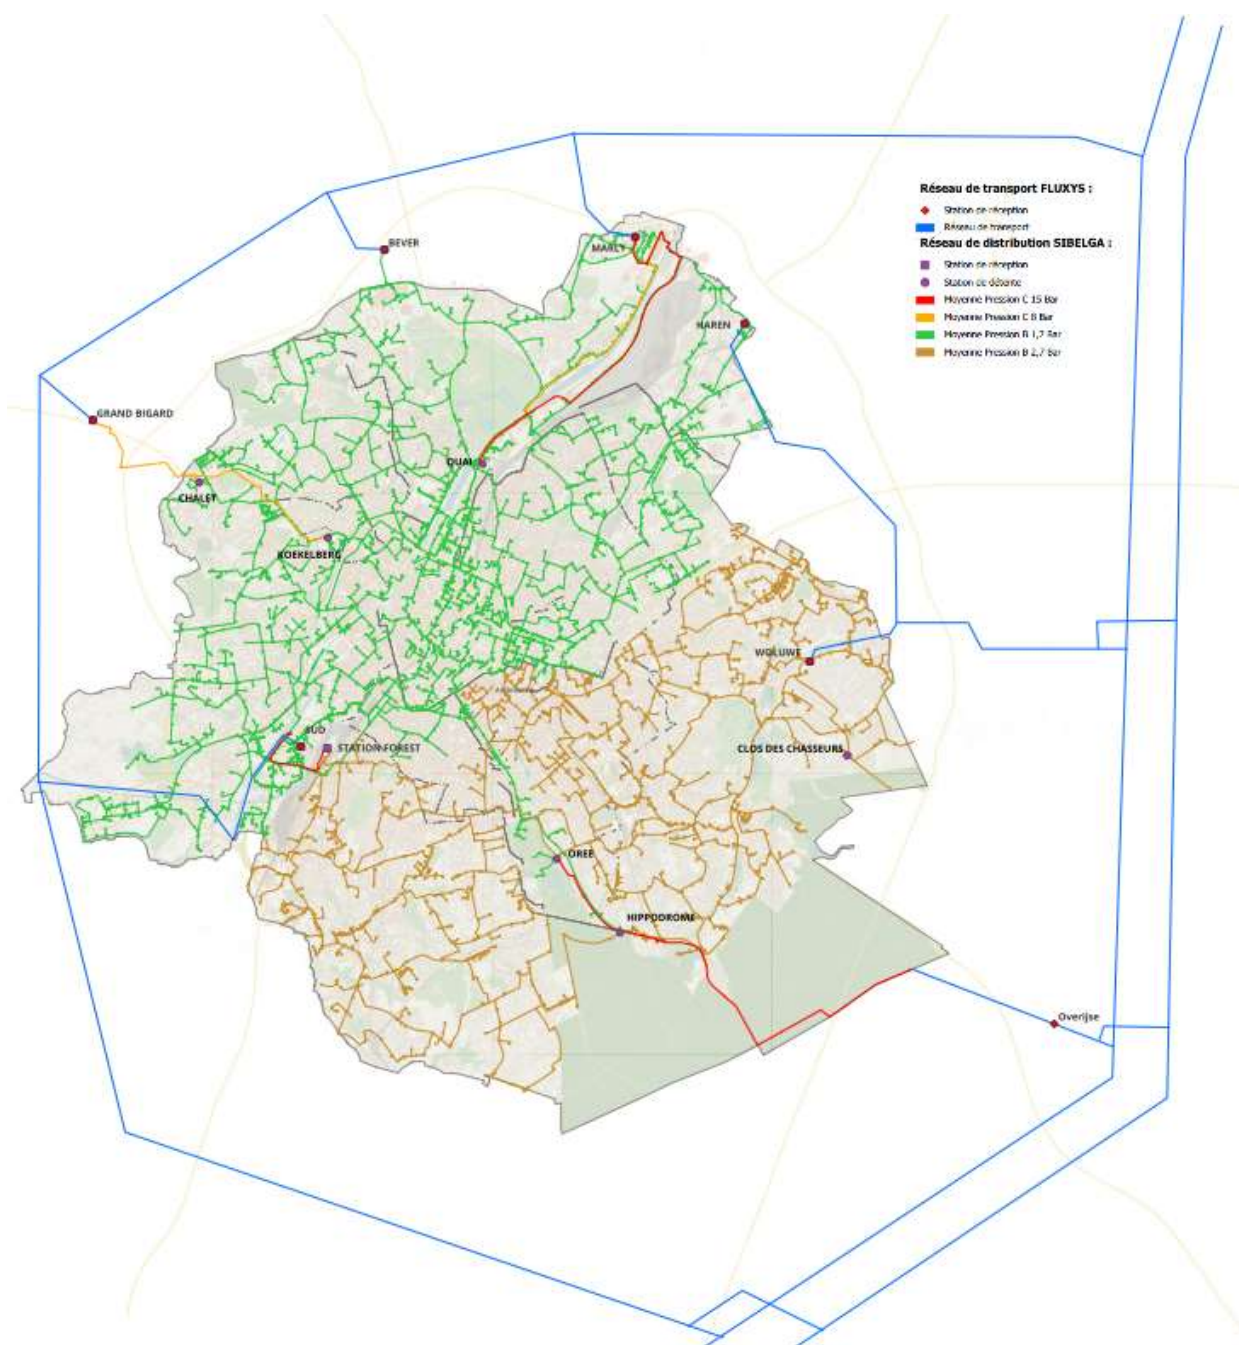 Réseau de transport FLUXYS :
Station de réception
Réseau de transport
Réseau de distribution SIBELGA :
Station de réception
Station de détente
Moyenne Pression C 15 Bar
Moyenne Pression C 8 Bar
Moyenne Pression B 1,7 Bar
Moyenne Pression B 2,7 Bar
BEVER
MARLY
HAREN
GRAND BIGARD
QUAI
CHALET
KOEKELBERG
WOLUWE
SUD
STATION FOREST
CLOS DES CHASSEURS
OREE
HIPPODROME
Overijse